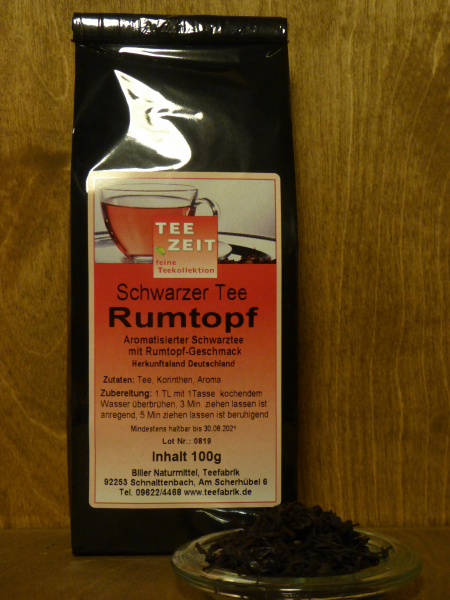 TEE
ZEIT
feine
Teekollektion
Schwarzer Tee
Rumtopf
Aromatisierter Schwarztee
mit Rumtopf-Geschmack
Herkunftsland Deutschland
Zutaten: Tee, Korinthen, Aroma
Zubereitung: 1 TL mit 1Tasse kochendem
Wasser überbrühen, 3 Min. ziehen lassen ist
anregend, 5 Min ziehen lassen ist beruhigend
Mindestens haltbar bis 30.08.2021
Lot Nr.: 0819
Inhalt 100g
Biller Naturmittel, Teefabrik
92253 Schnaittenbach, Am Scherhübel 6
Tel. 09622/4468 www.teefabrik.de